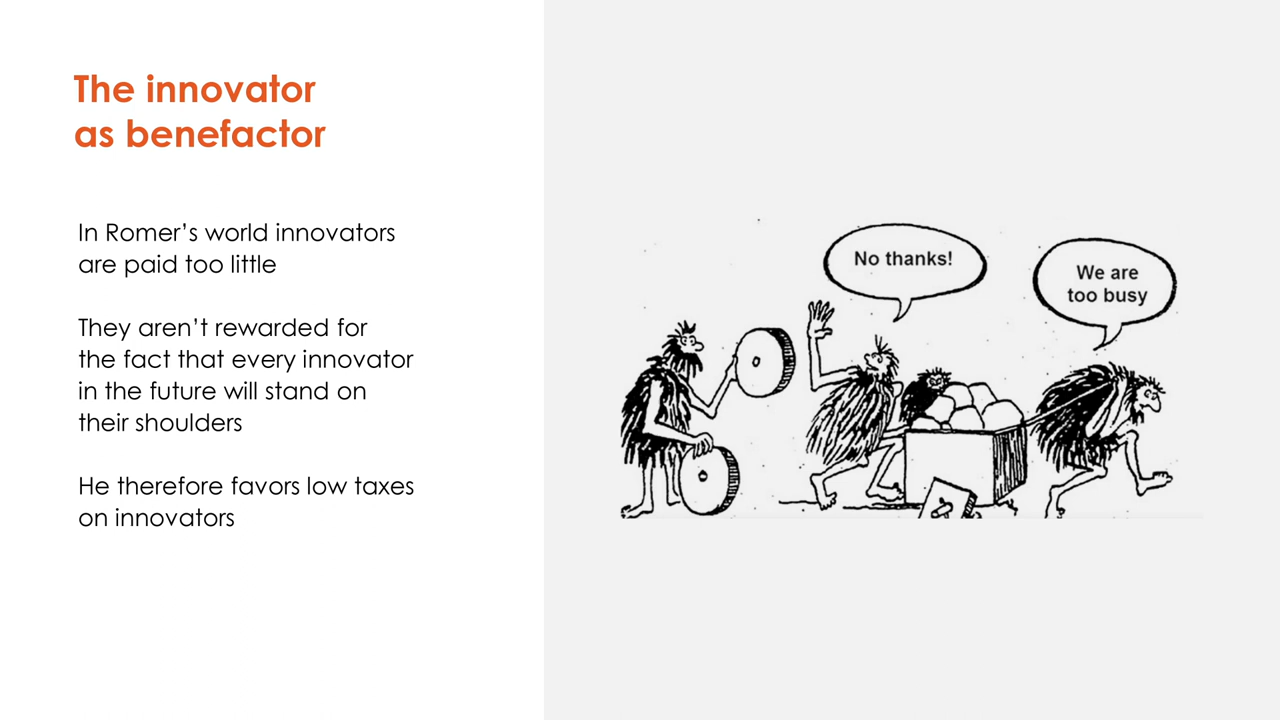 The innovator
as benefactor
In Romer’s world innovators
are paid too little
They aren’t rewarded for
the fact that every innovator
in the future will stand on
their shoulders
He therefore favors low taxes
on innovators
No thanks!
We are
too busy